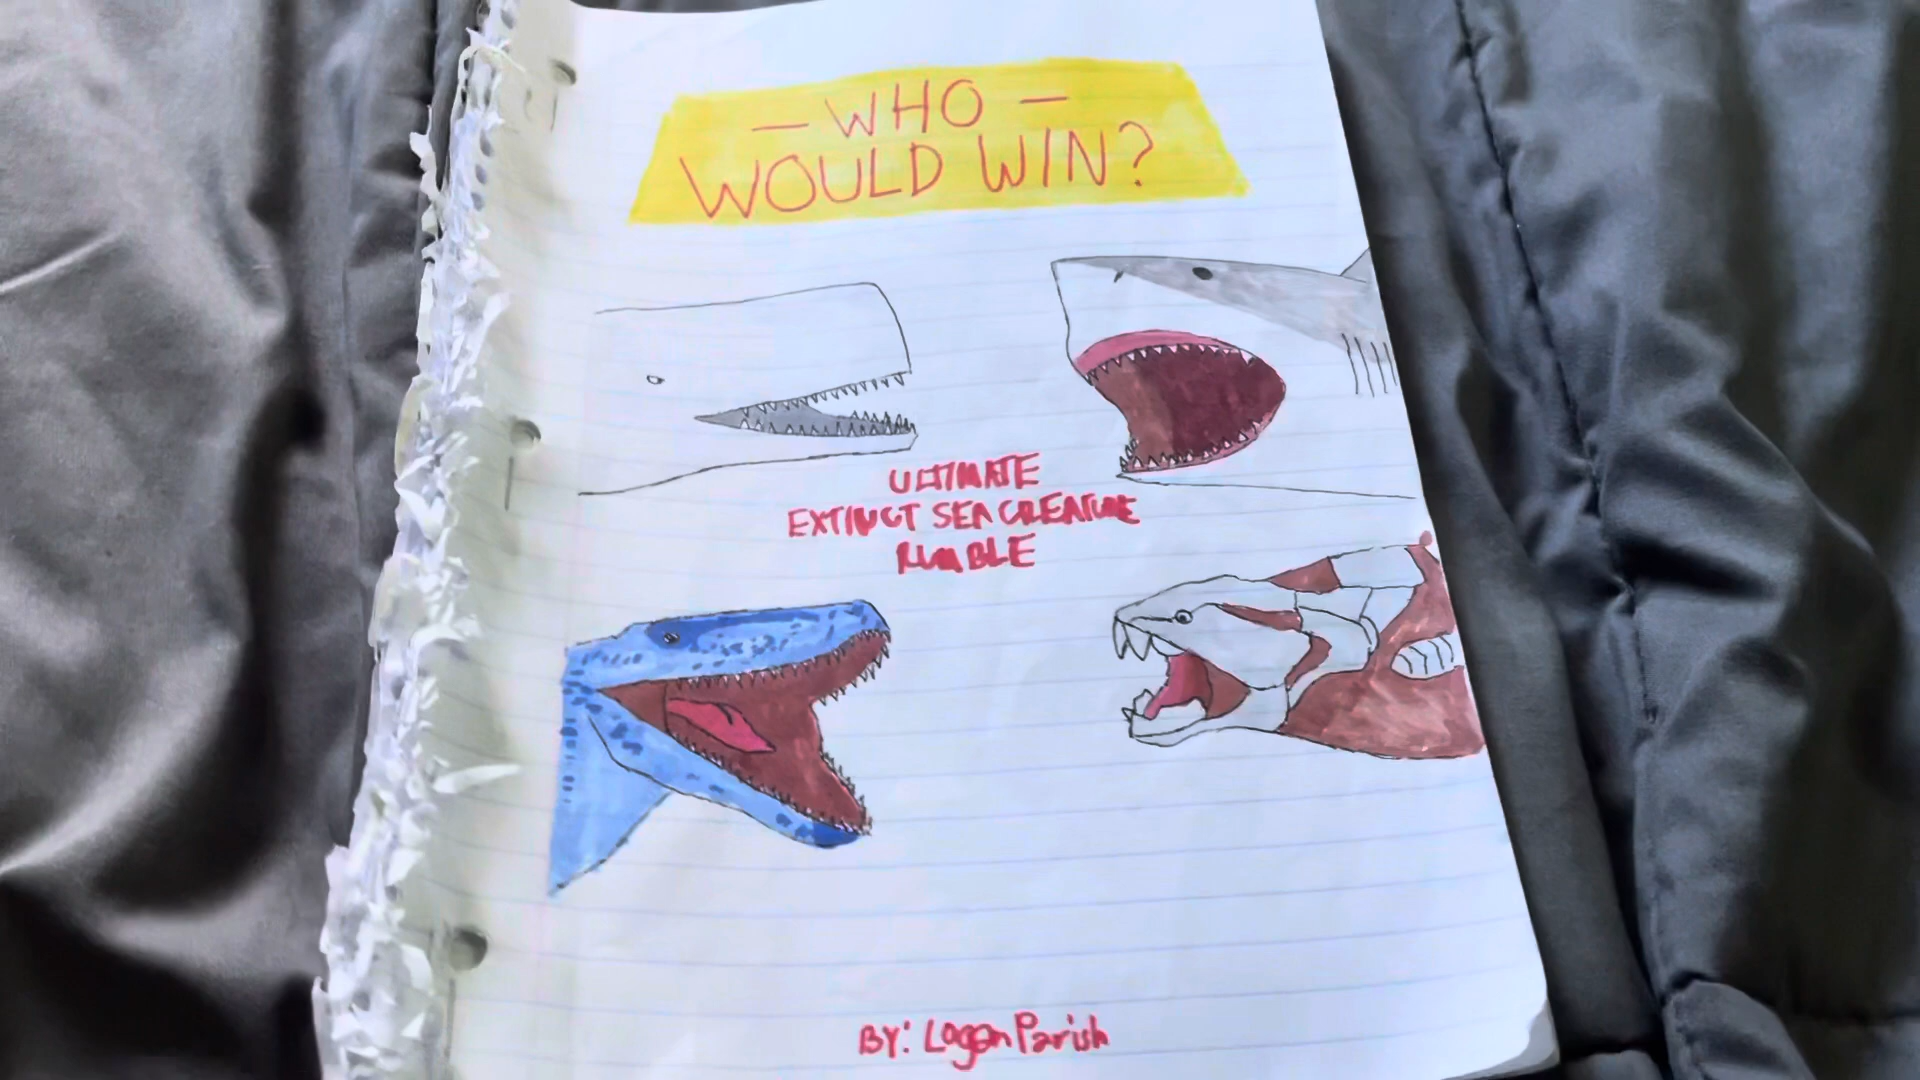 — WHO —
WOULD WIN?
ULTIMATE
EXTINCT SEA CREATURE
RUMBLE
BY: Logan Parish